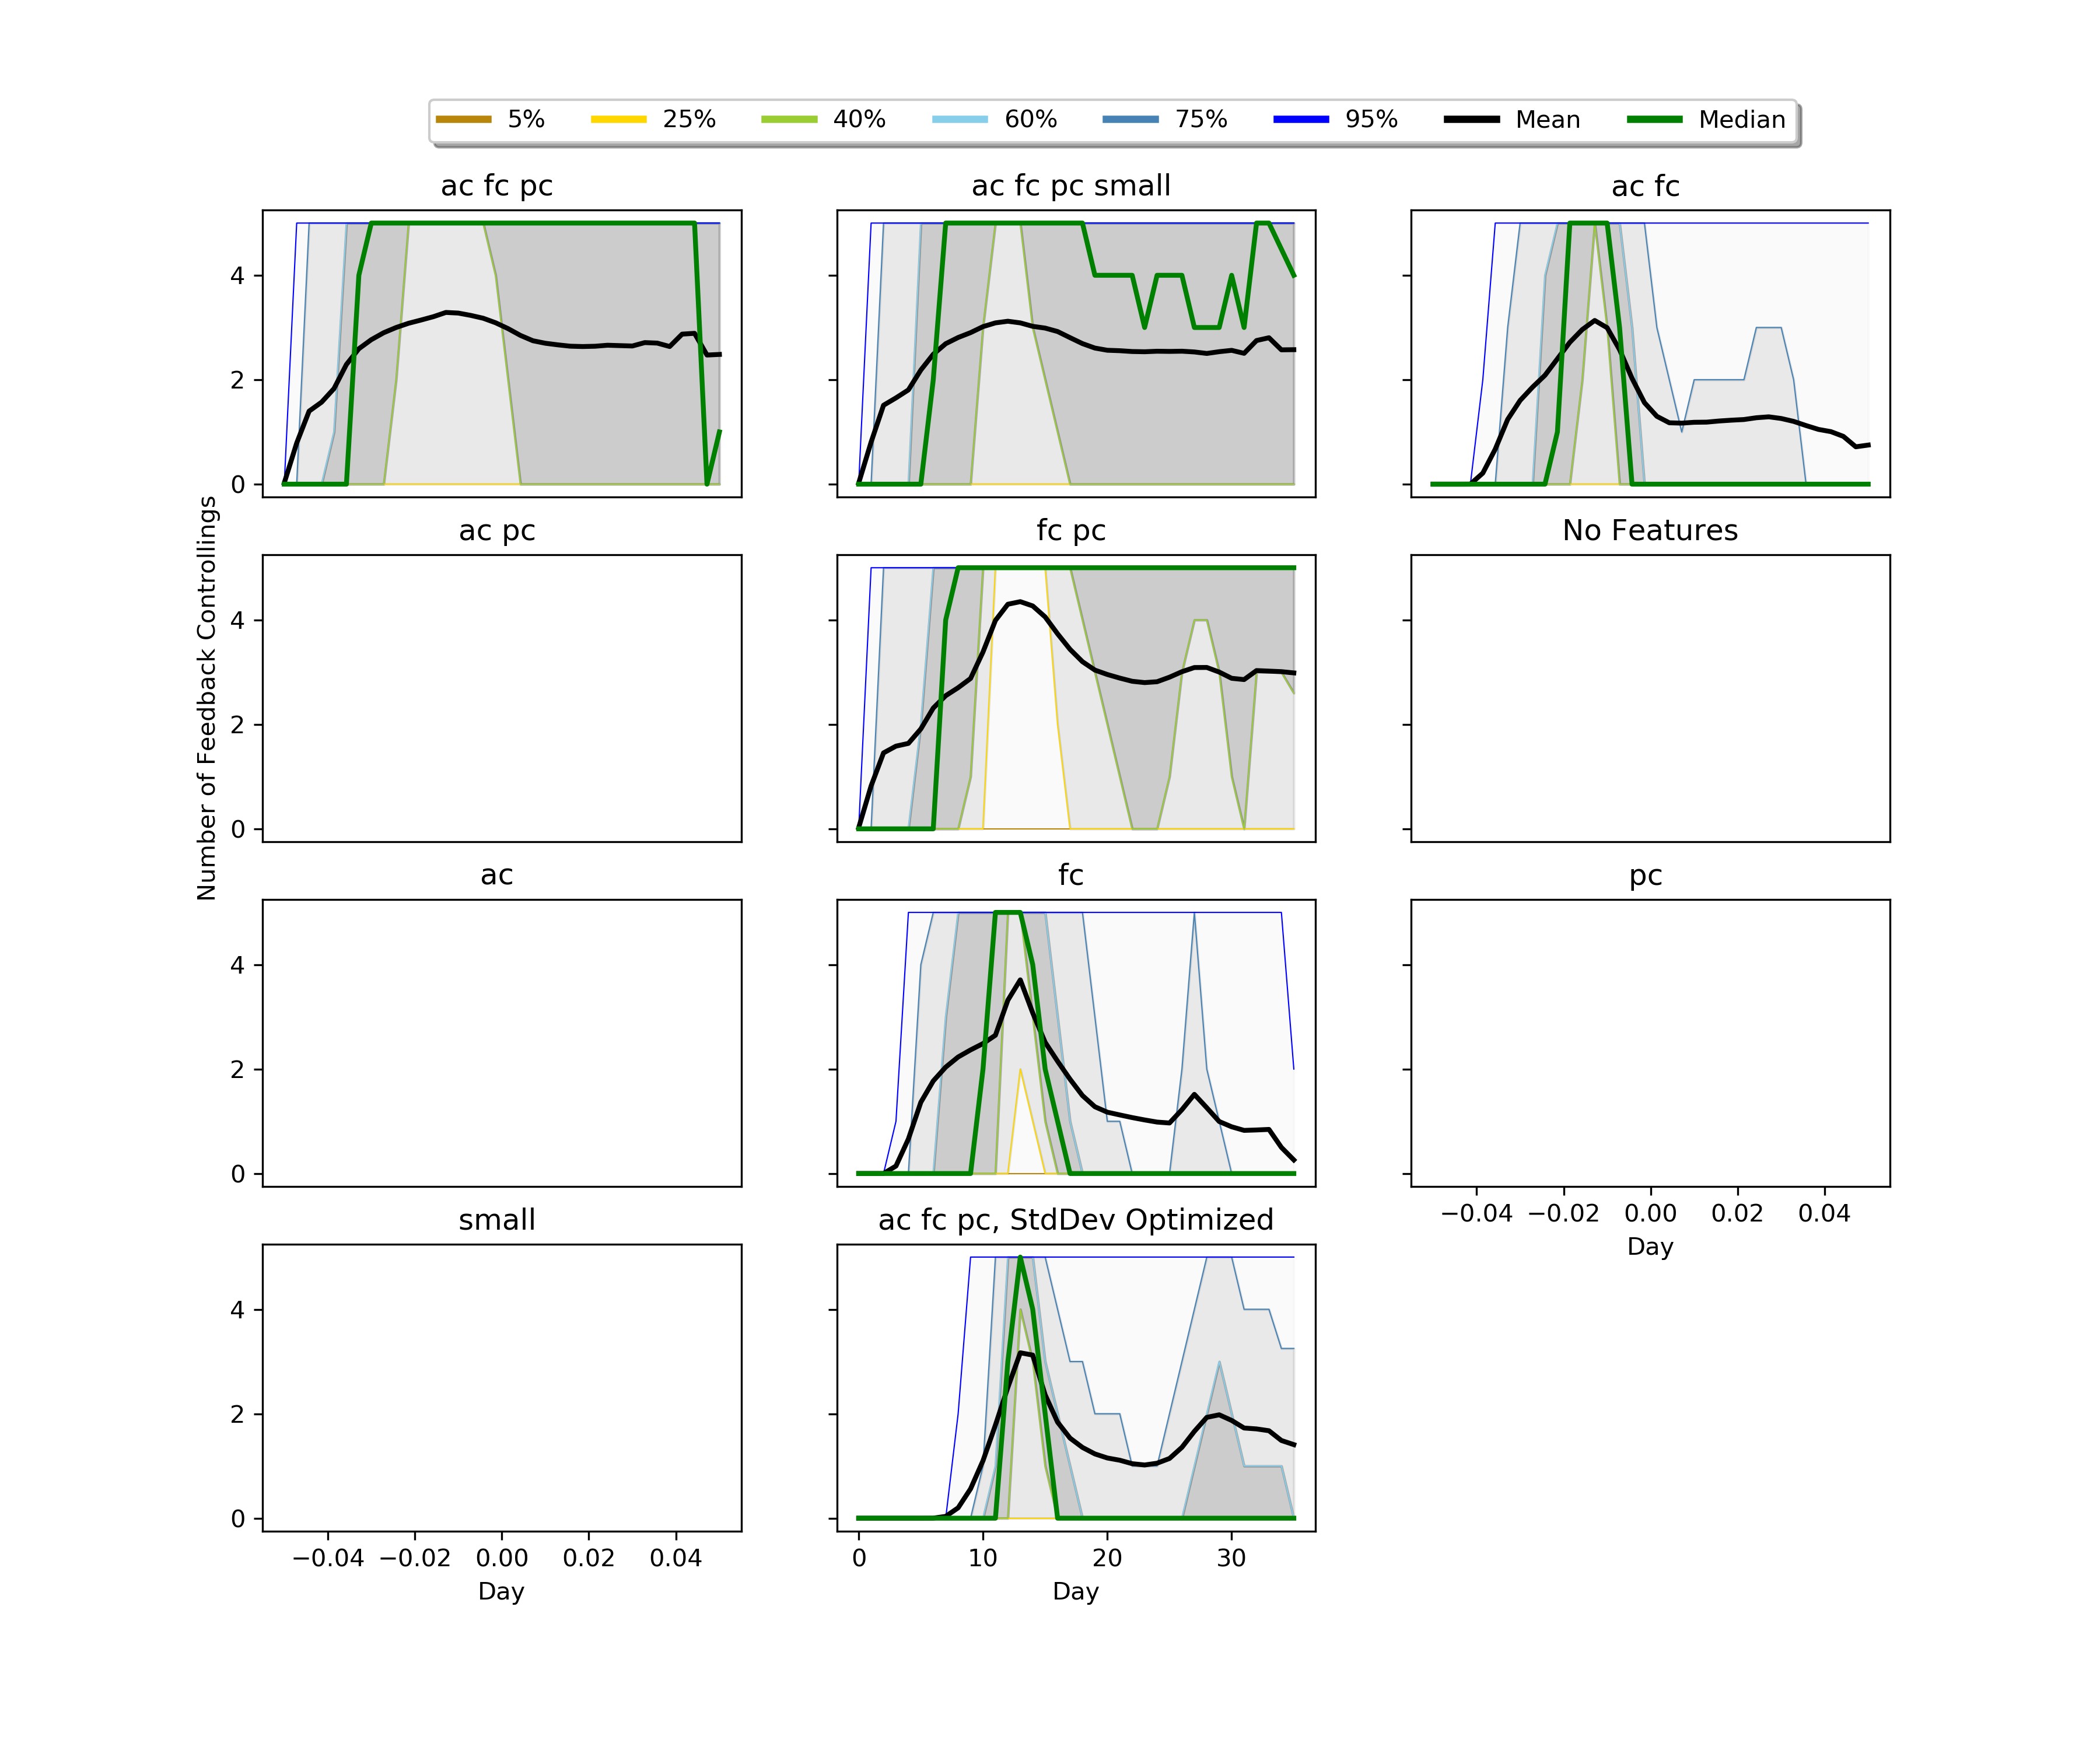 5% 25% 40% 60% 75% 95% Mean Median
ac fc pc
ac fc pc small
ac fc
4
2
0
Number of Feedback Controllings
ac pc
fc pc
No Features
4
2
0
ac
fc
pc
4
2
0
−0.04 −0.02 0.00 0.02 0.04
Day
small
ac fc pc, StdDev Optimized
4
2
0
−0.04 −0.02 0.00 0.02 0.04
Day
0 10 20 30
Day